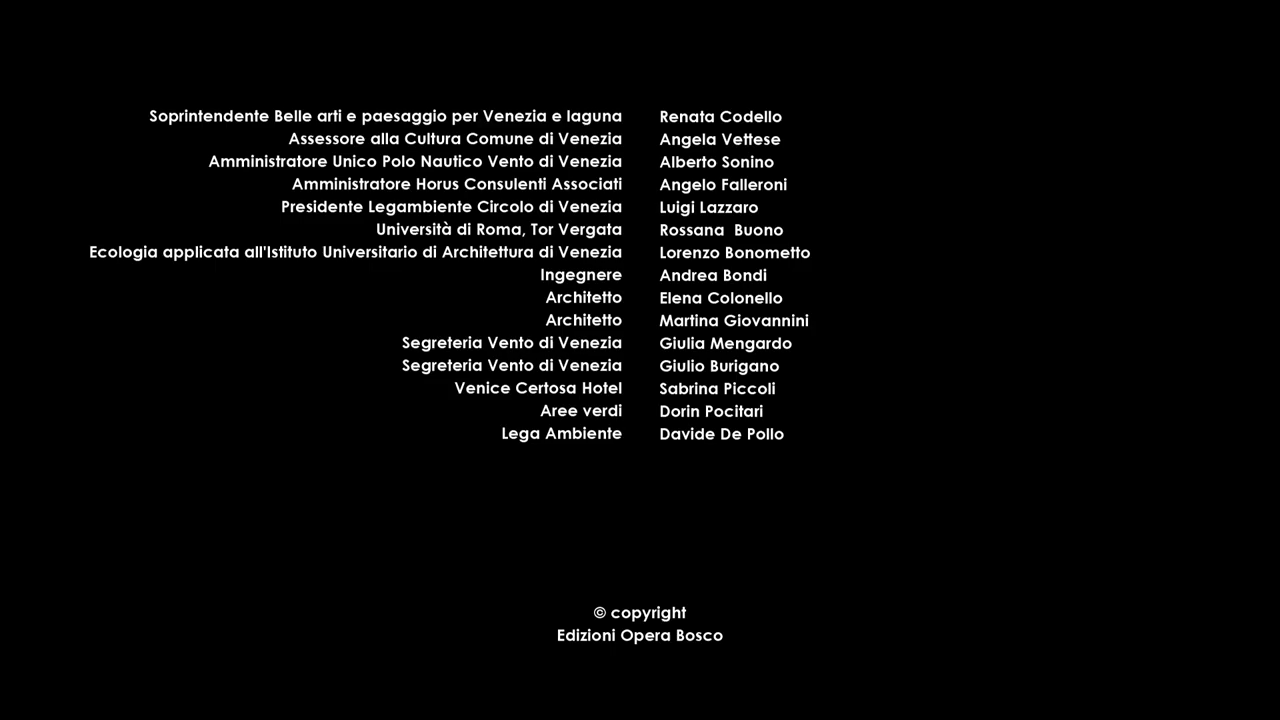 Soprintendente Belle arti e paesaggio per Venezia e laguna Renata Codello
Assessore alla Cultura Comune di Venezia Angela Vettese
Amministratore Unico Polo Nautico Vento di Venezia Alberto Sonino
Amministratore Horus Consulenti Associati Angelo Falleroni
Presidente Legambiente Circolo di Venezia Luigi Lazzaro
Università di Roma, Tor Vergata Rossana Buono
Ecologia applicata all'Istituto Universitario di Architettura di Venezia Lorenzo Bonometto
Ingegnere Andrea Bondi
Architetto Elena Colonello
Architetto Martina Giovannini
Segreteria Vento di Venezia Giulia Mengardo
Segreteria Vento di Venezia Giulio Burigano
Venice Certosa Hotel Sabrina Piccoli
Aree verdi Dorin Pocitari
Lega Ambiente Davide De Pollo
© copyright
Edizioni Opera Bosco